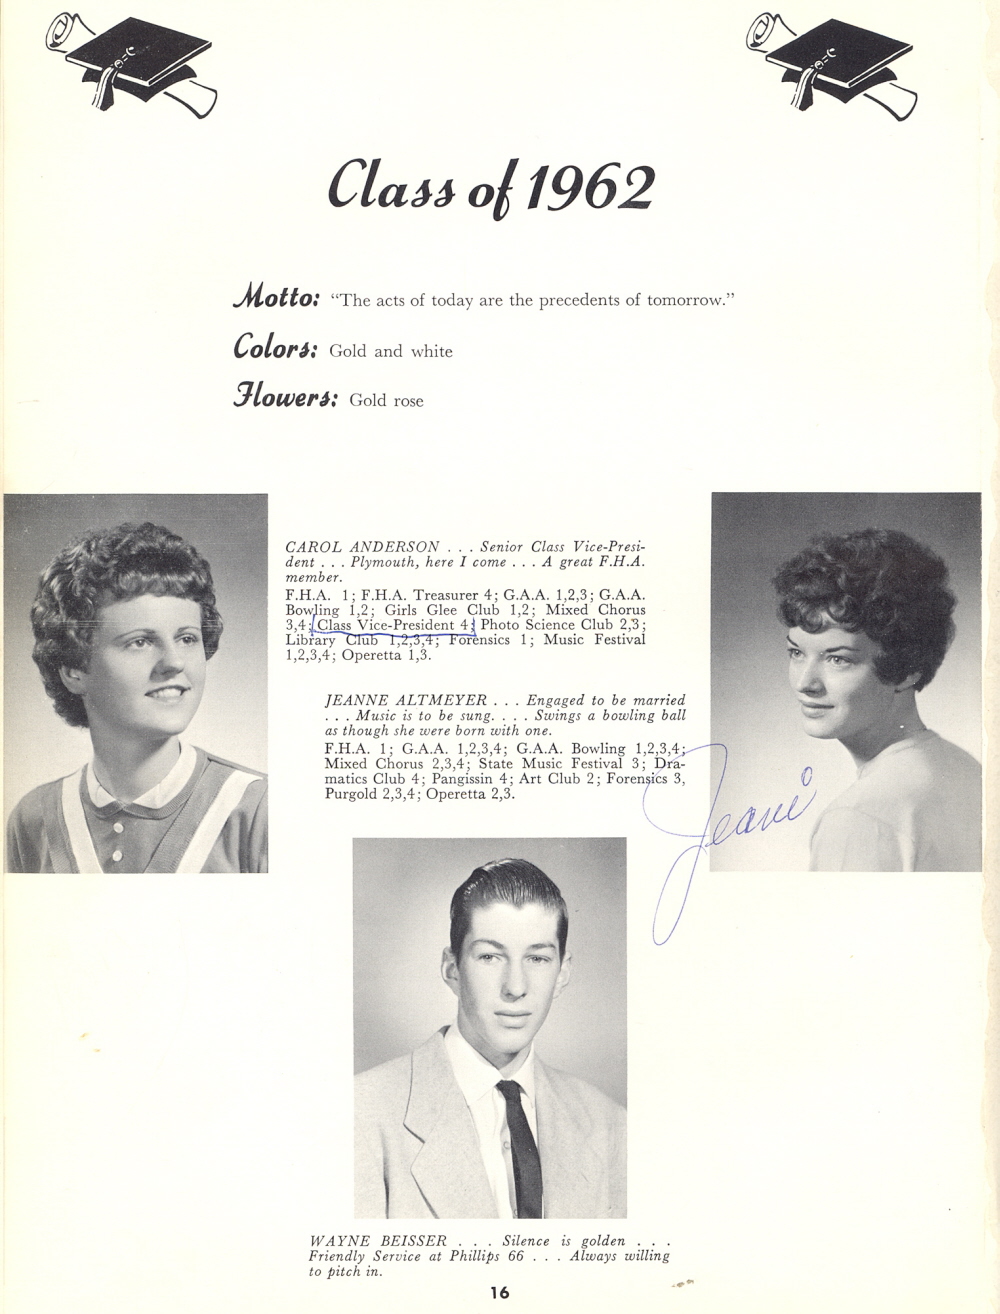 Class of 1962
Motto: “The acts of today are the precedents of tomorrow.”
Colors: Gold and white
Flowers: Gold rose
CAROL ANDERSON . . . Senior Class Vice-Presi-
dent . . . Plymouth, here I come . . . A great F.H.A.
member.
F.H.A. 1; F.H.A. Treasurer 4; G.A.A. 1,2,3; G.A.A.
Bowling 1,2; Girls Glee Club 1,2; Mixed Chorus
3,4; Class Vice-President 4; Photo Science Club 2,3;
Library Club 1,2,3,4; Forensics 1; Music Festival
1,2,3,4; Operetta 1,3.
JEANNE ALTMEYER . . . Engaged to be married
. . . Music is to be sung. . . . Swings a bowling ball
as though she were born with one.
F.H.A. 1; G.A.A. 1,2,3,4; G.A.A. Bowling 1,2,3,4;
Mixed Chorus 2,3,4; State Music Festival 3; Dra-
matics Club 4; Pangissin 4; Art Club 2; Forensics 3,
Purgold 2,3,4; Operetta 2,3.
Jeani
WAYNE BEISSER . . . Silence is golden . . .
Friendly Service at Phillips 66 . . . Always willing
to pitch in.
16